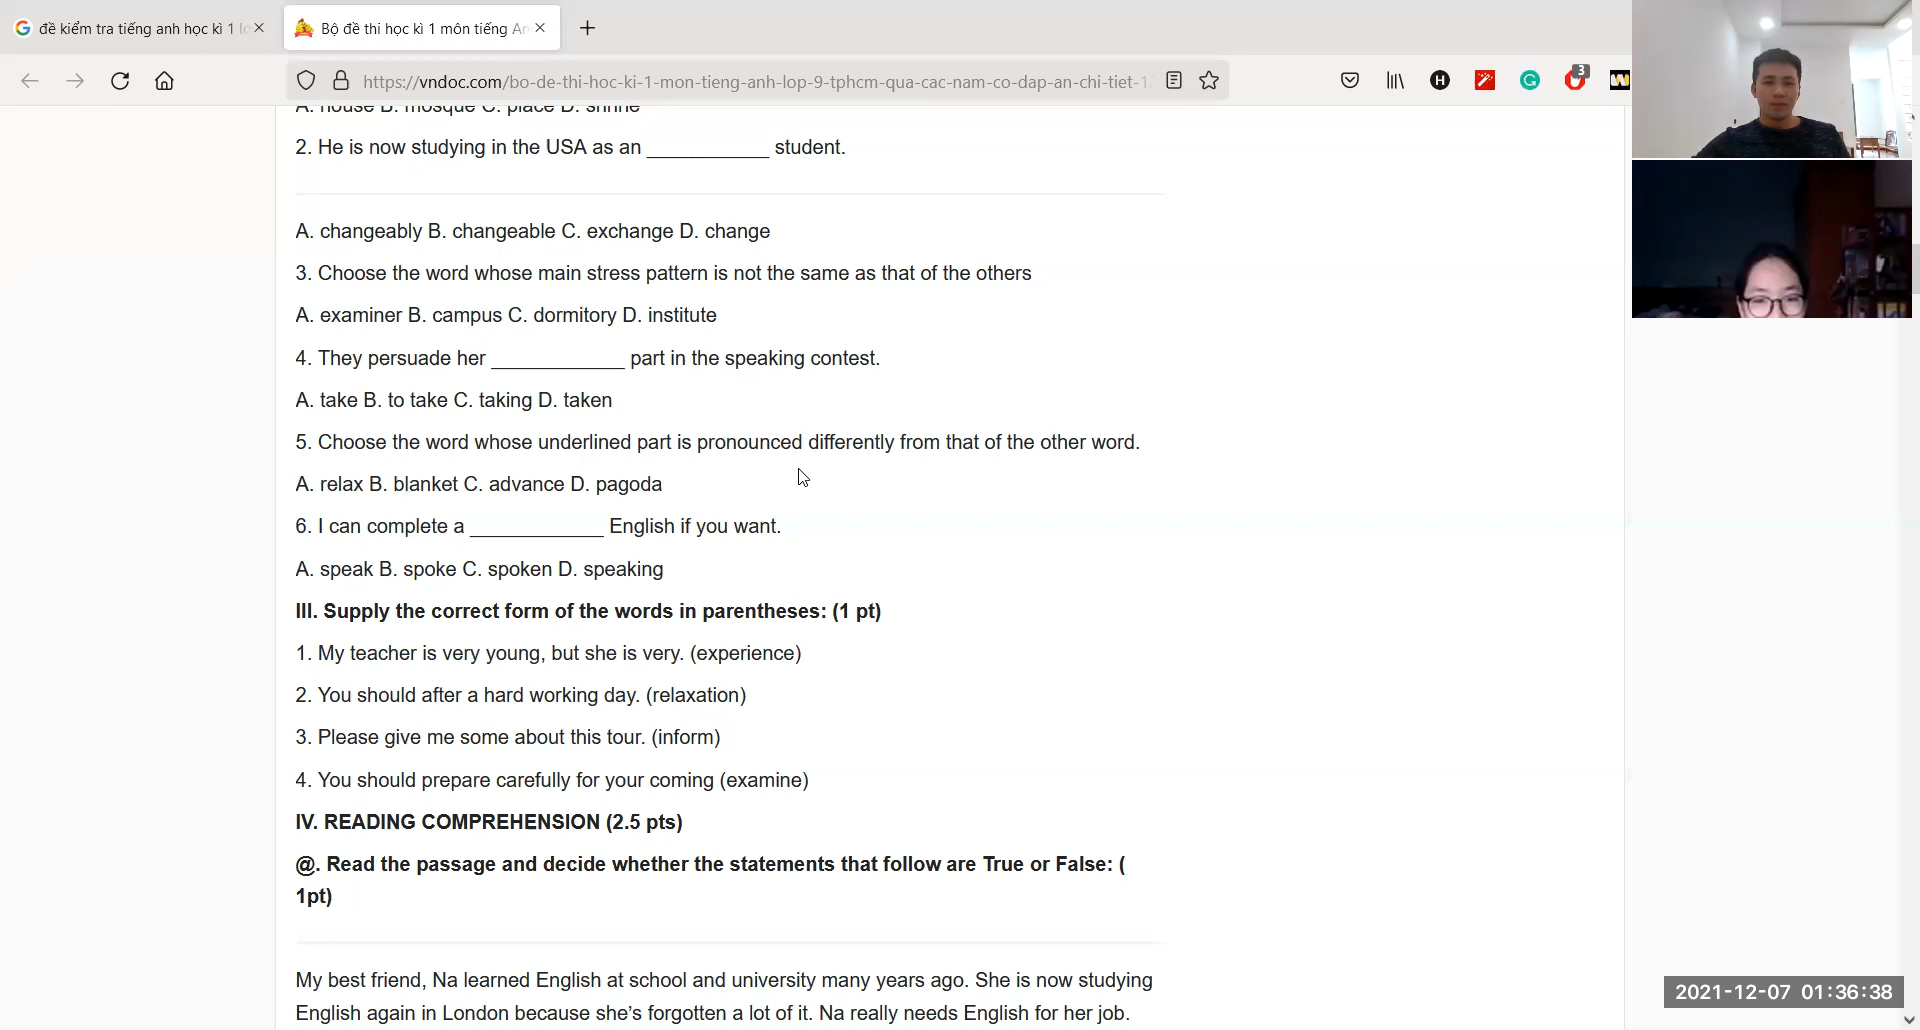 đề kiểm tra tiếng anh học kì 1 lớ
Bộ đề thi học kì 1 môn tiếng An
https://vndoc.com/bo-de-thi-hoc-ki-1-mon-tieng-anh-lop-9-tphcm-qua-cac-nam-co-dap-an-chi-tiet-1
3
A. house B. mosque C. place D. shrine
2. He is now studying in the USA as an ___________ student.
A. changeably B. changeable C. exchange D. change
3. Choose the word whose main stress pattern is not the same as that of the others
A. examiner B. campus C. dormitory D. institute
4. They persuade her ____________ part in the speaking contest.
A. take B. to take C. taking D. taken
5. Choose the word whose underlined part is pronounced differently from that of the other word.
A. relax B. blanket C. advance D. pagoda
6. I can complete a ____________ English if you want.
A. speak B. spoke C. spoken D. speaking
III. Supply the correct form of the words in parentheses: (1 pt)
1. My teacher is very young, but she is very. (experience)
2. You should after a hard working day. (relaxation)
3. Please give me some about this tour. (inform)
4. You should prepare carefully for your coming (examine)
IV. READING COMPREHENSION (2.5 pts)
@. Read the passage and decide whether the statements that follow are True or False: (
1pt)
My best friend, Na learned English at school and university many years ago. She is now studying
English again in London because she's forgotten a lot of it. Na really needs English for her job.
2021-12-07 01:36:38